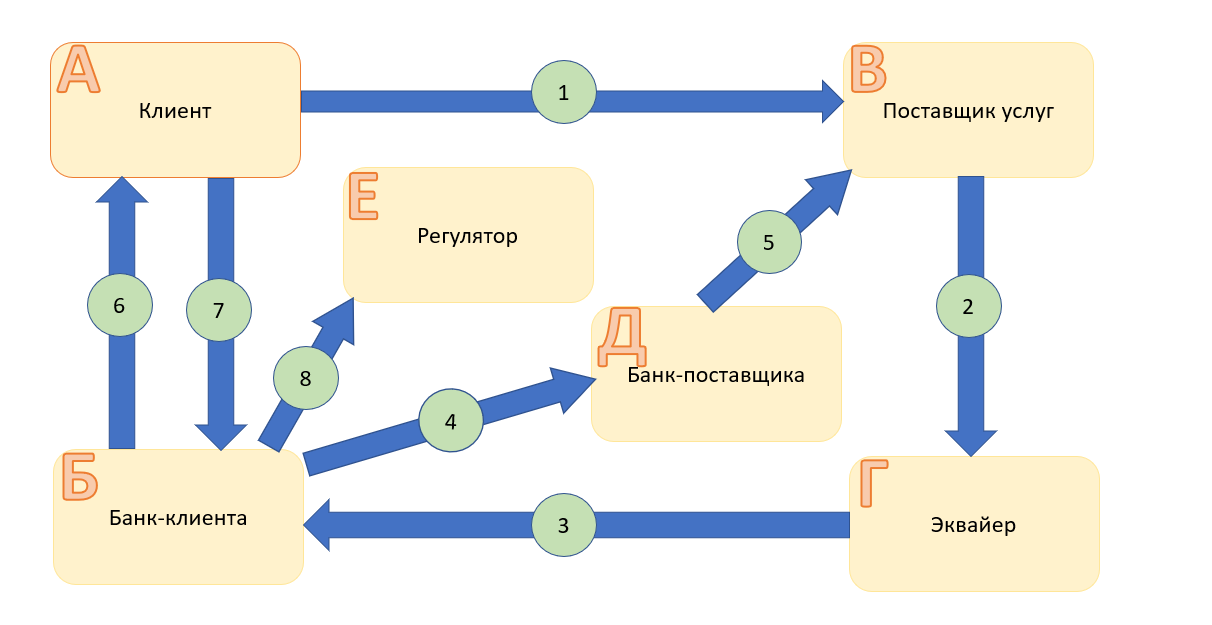 А
Клиент
1
В
Поставщик услуг
Е
Регулятор
5
6
7
2
Д
Банк-поставщика
8
4
Б
Банк-клиента
3
Г
Эквайер